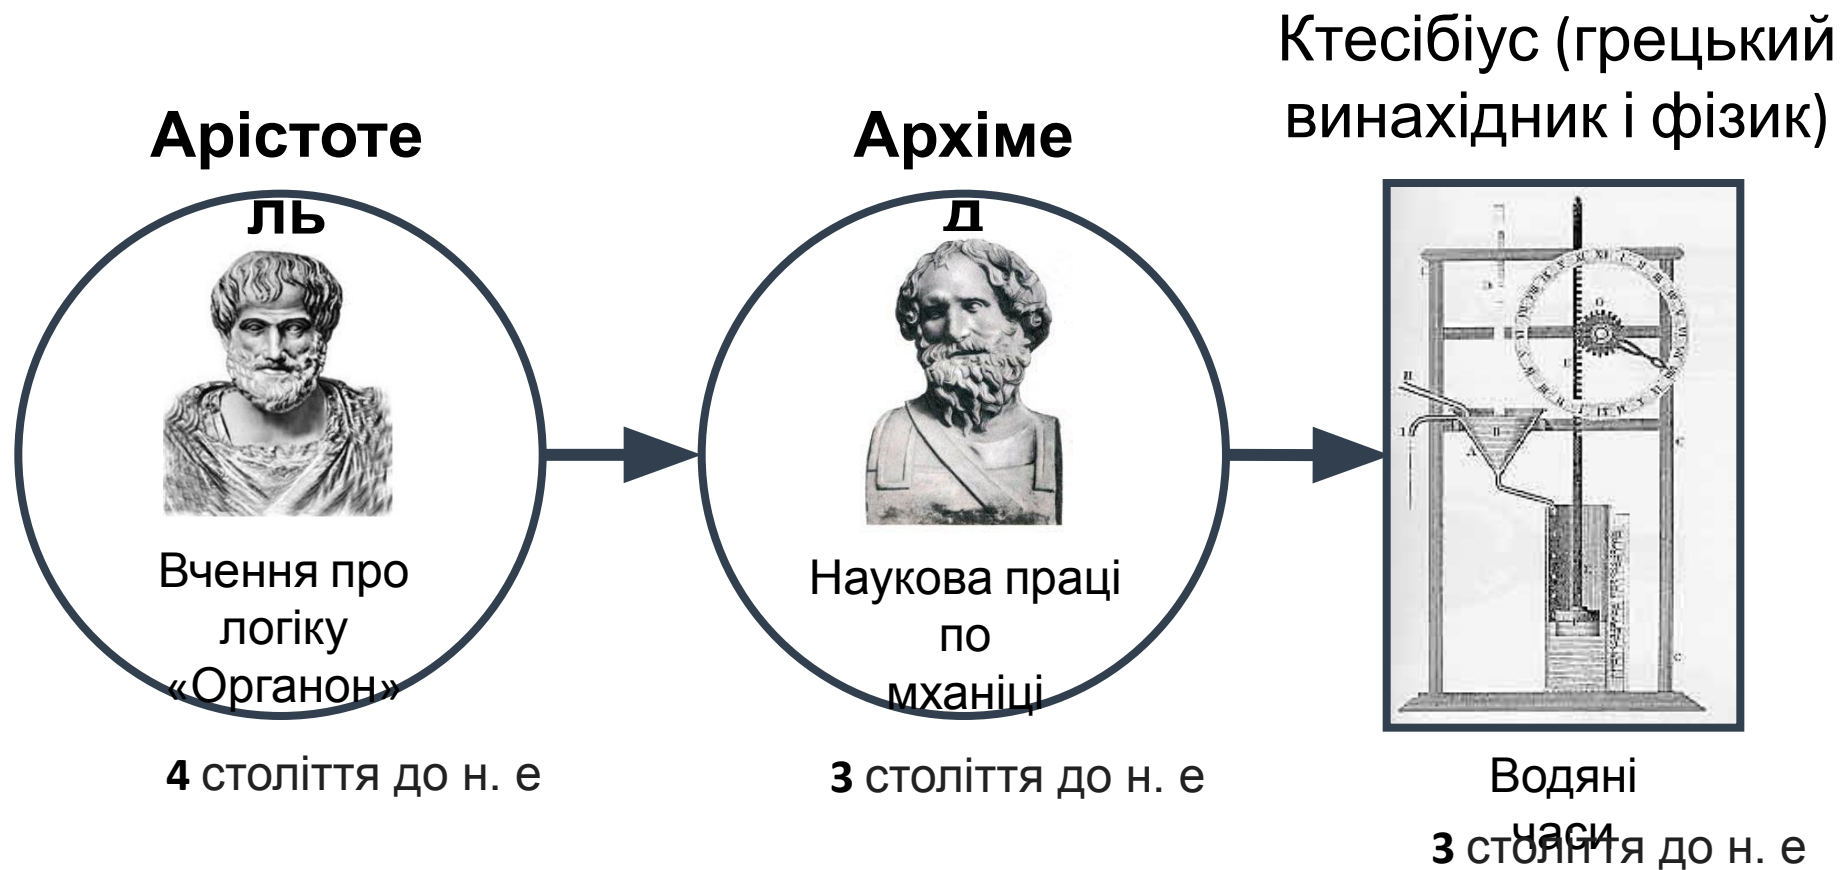 Ктесібіус (грецький
винахідник і фізик)
Арістоте
ль
Архіме
д
Вчення про
логіку
«Органон»
Наукова праці
по
мханіці
4 століття до н. е
3 століття до н. е
Водяні
часи
3 століття до н. е